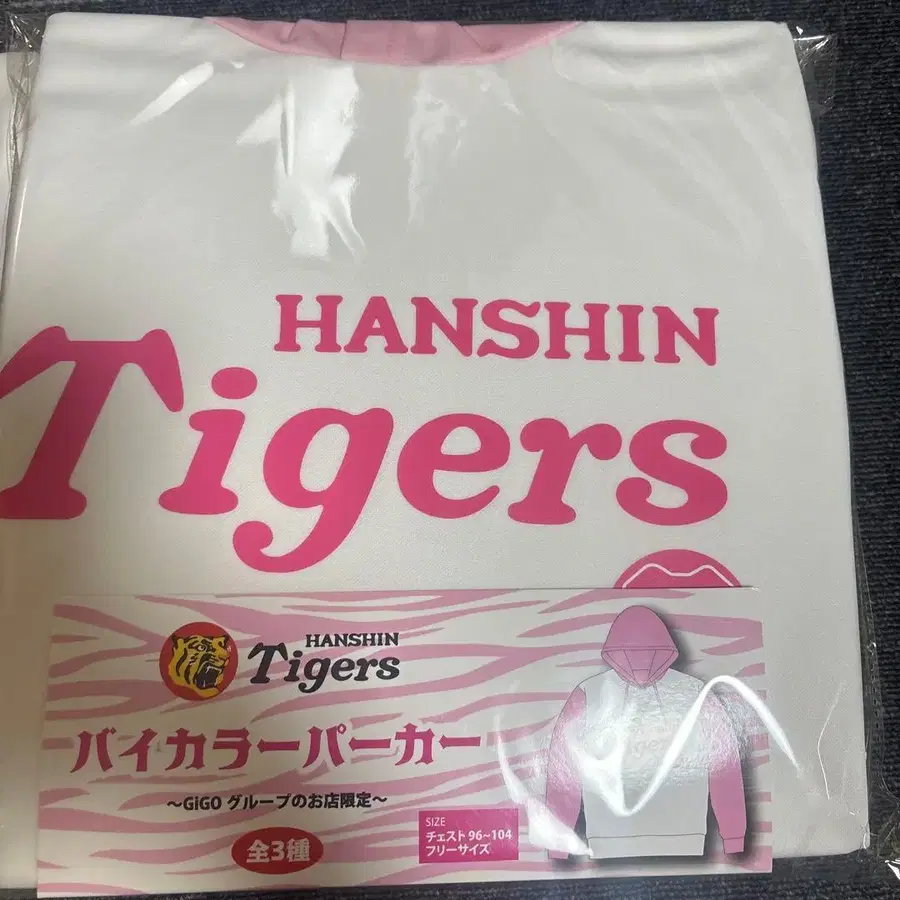 HANSHIN
Tigers
HANSHIN
Tigers
バイカラーパーカー
～GiGO グループのお店限定～
全3種
SIZE
チェスト 96~104
フリーサイズ